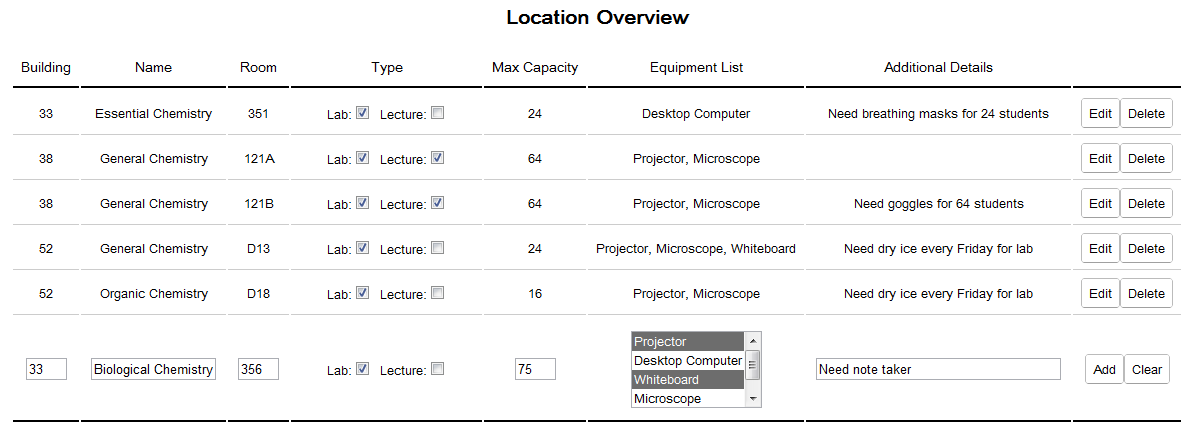 Location Overview
Building Name Room Type Max Capacity Equipment List Additional Details
33 Essential Chemistry 351 Lab: Lecture: 24 Desktop Computer Need breathing masks for 24 students Edit Delete
38 General Chemistry 121A Lab: Lecture: 64 Projector, Microscope Edit Delete
38 General Chemistry 121B Lab: Lecture: 64 Projector, Microscope Need goggles for 64 students Edit Delete
52 General Chemistry D13 Lab: Lecture: 24 Projector, Microscope, Whiteboard Need dry ice every Friday for lab Edit Delete
52 Organic Chemistry D18 Lab: Lecture: 16 Projector, Microscope Need dry ice every Friday for lab Edit Delete
Projector
Desktop Computer
33 Biological Chemistry 356 Lab: Lecture: 75 Need note taker Add Clear
Whiteboard
Microscope